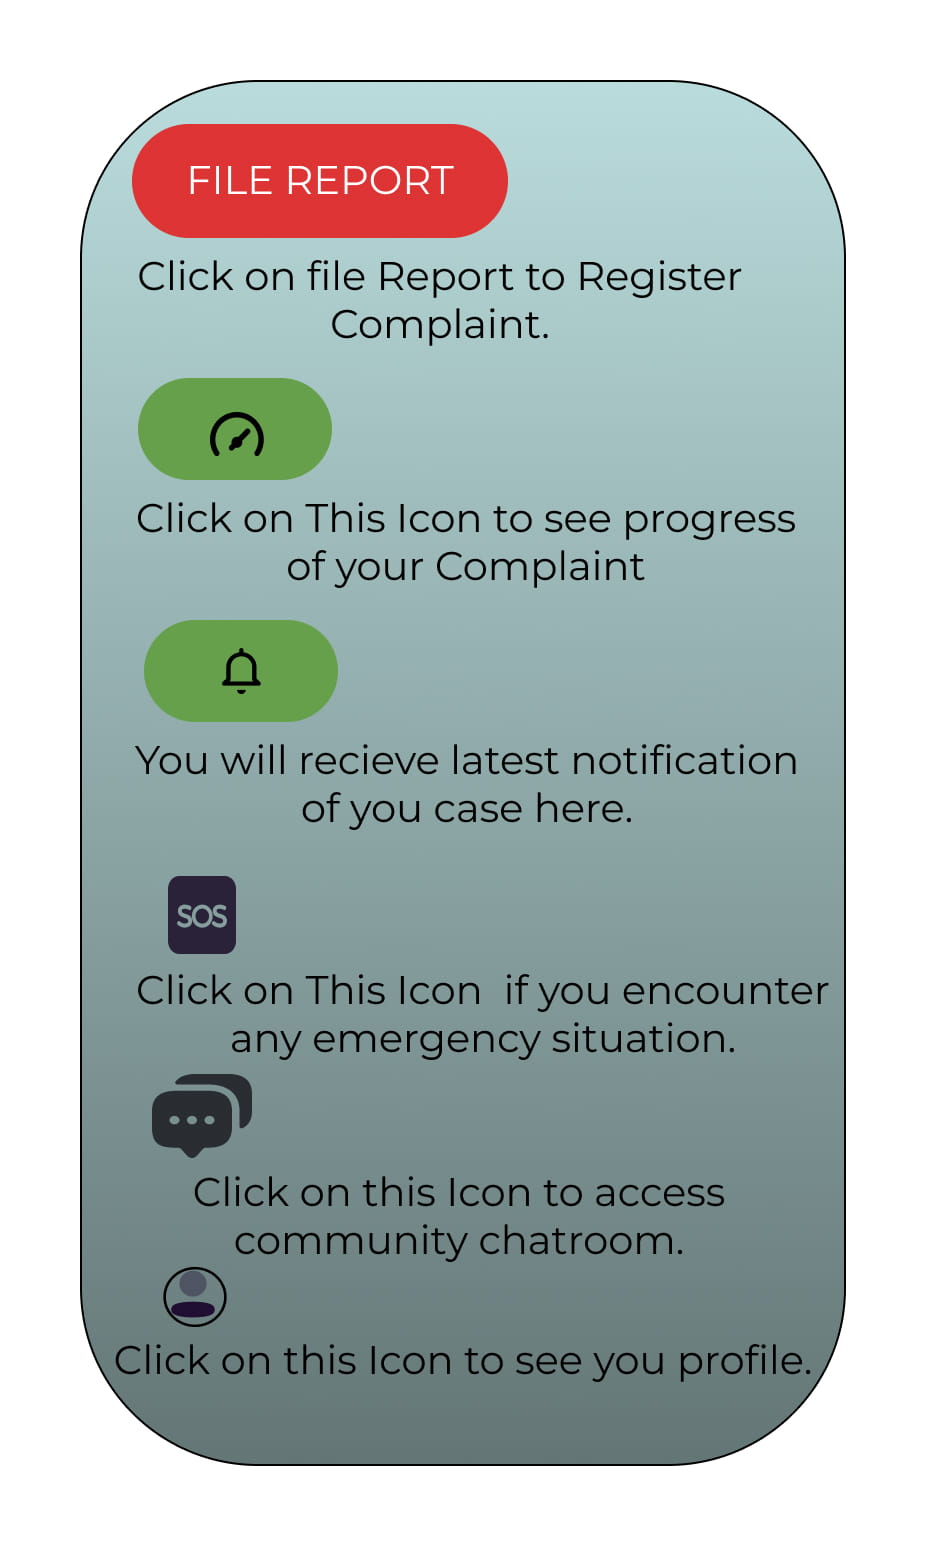 FILE REPORT
Click on file Report to Register
Complaint.
Click on This Icon to see progress
of your Complaint
You will recieve latest notification
of you case here.
SOS
Click on This Icon  if you encounter
any emergency situation.
Click on this Icon to access
community chatroom.
Click on this Icon to see you profile.